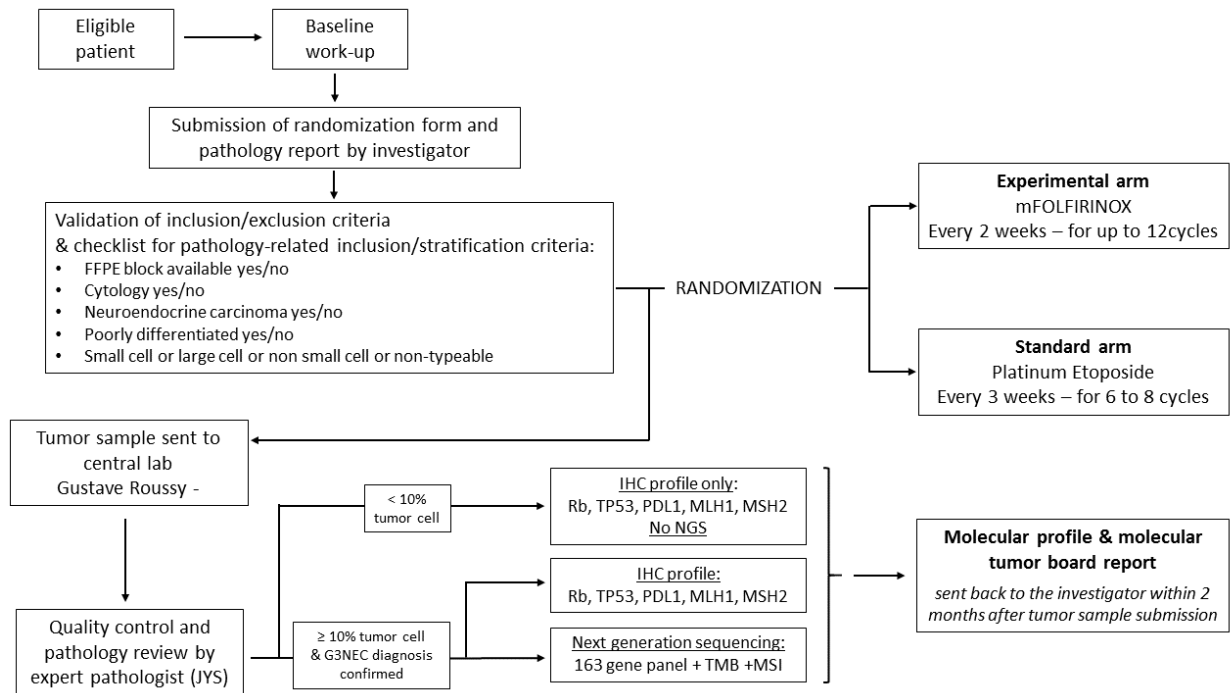 Eligible
patient
Baseline
work-up
Submission of randomization form and
pathology report by investigator
Validation of inclusion/exclusion criteria
& checklist for pathology-related inclusion/stratification criteria:
• FFPE block available yes/no
• Cytology yes/no
• Neuroendocrine carcinoma yes/no
• Poorly differentiated yes/no
• Small cell or large cell or non small cell or non-typeable
RANDOMIZATION
Experimental arm
mFOLFIRINOX
Every 2 weeks – for up to 12cycles
Standard arm
Platinum Etoposide
Every 3 weeks – for 6 to 8 cycles
Tumor sample sent to
central lab
Gustave Roussy -
Quality control and
pathology review by
expert pathologist (JYS)
< 10%
tumor cell
≥ 10% tumor cell
& G3NEC diagnosis
confirmed
IHC profile only:
Rb, TP53, PDL1, MLH1, MSH2
No NGS
IHC profile:
Rb, TP53, PDL1, MLH1, MSH2
Next generation sequencing:
163 gene panel + TMB +MSI
Molecular profile & molecular
tumor board report
sent back to the investigator within 2
months after tumor sample submission